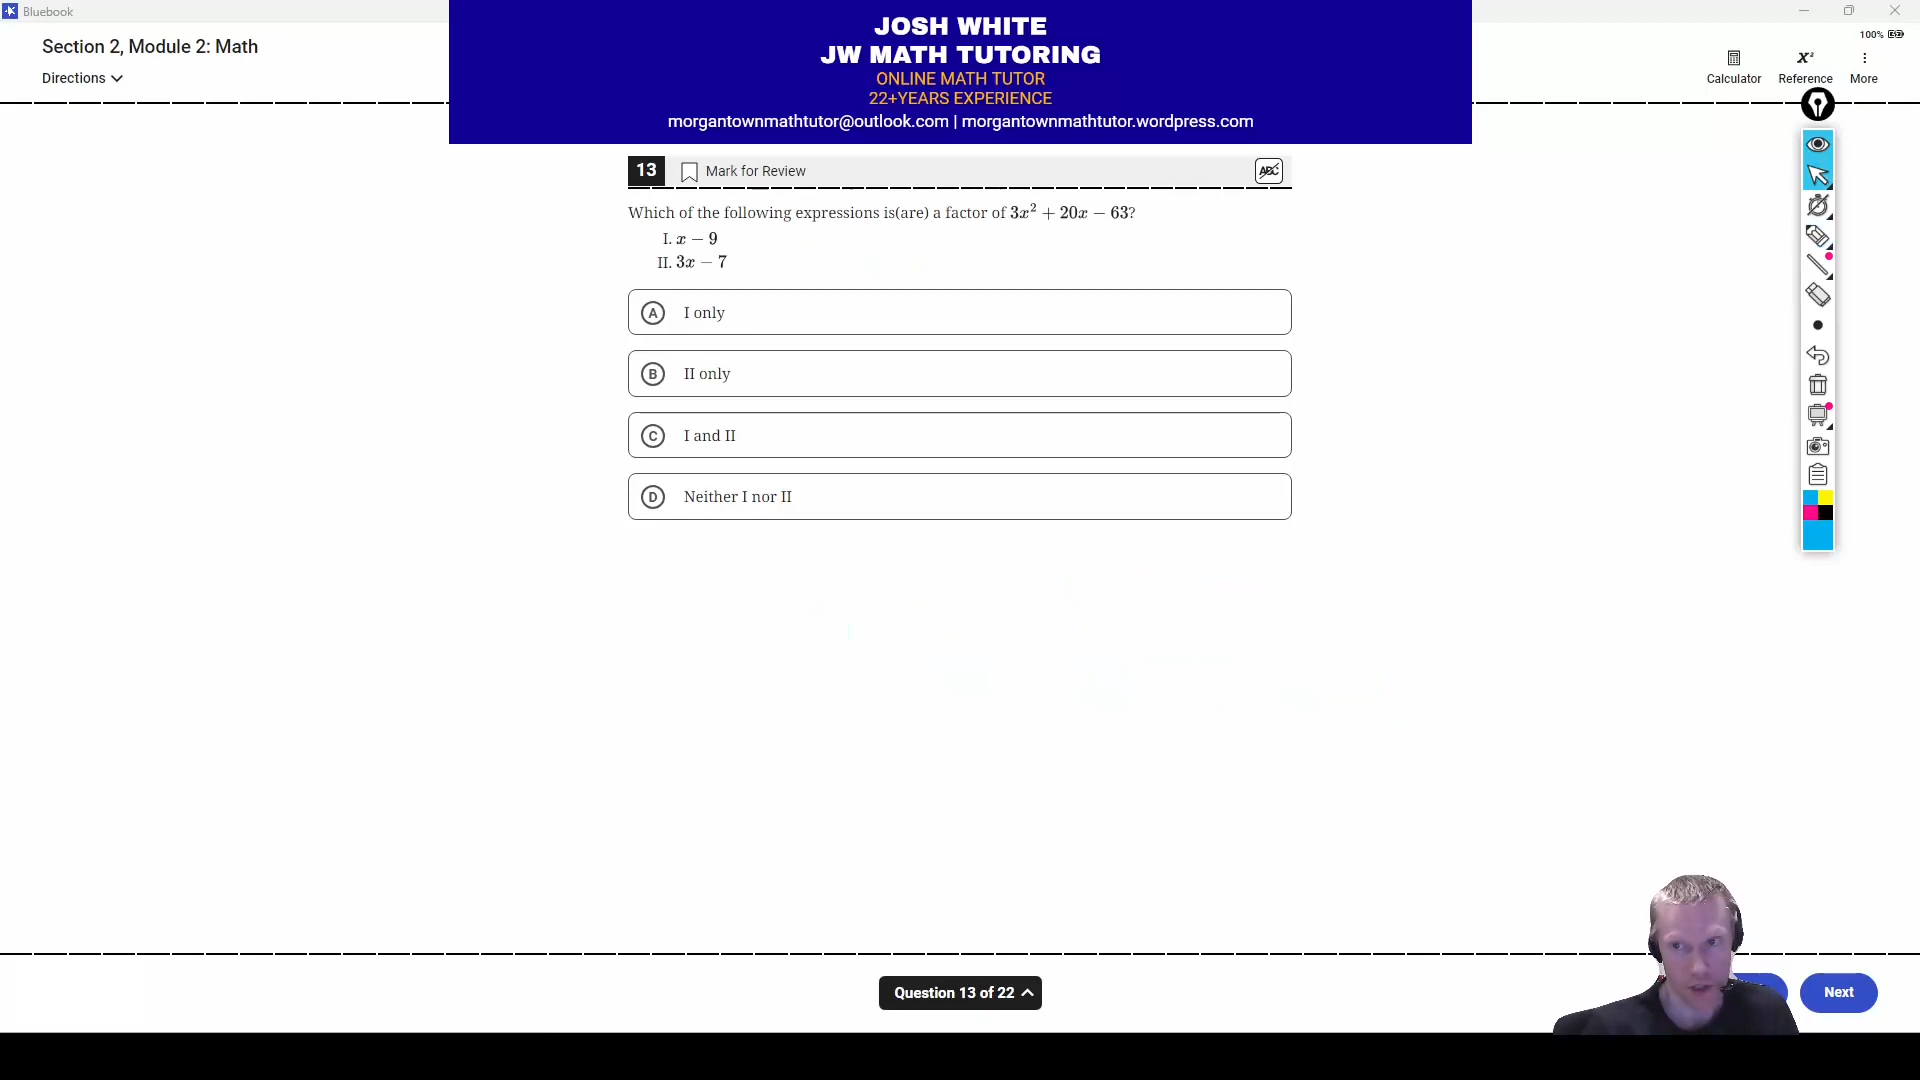 Bluebook
Section 2, Module 2: Math
Directions
JOSH WHITE
JW MATH TUTORING
ONLINE MATH TUTOR
22+YEARS EXPERIENCE
morgantownmathtutor@outlook.com | morgantownmathtutor.wordpress.com
100%
x²
Calculator
Reference
More
13
Mark for Review
ABC
Which of the following expressions is(are) a factor of 3x² + 20x − 63?
I. x − 9
II. 3x − 7
A I only
B II only
C I and II
D Neither I nor II
Question 13 of 22
Next